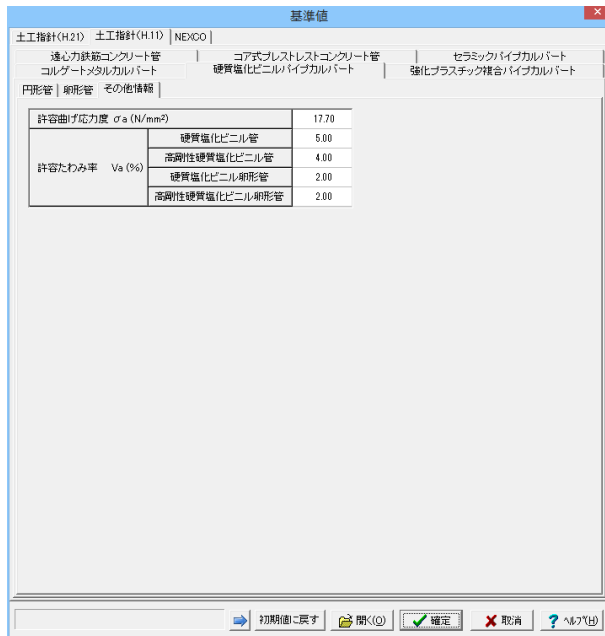 基準値
土工指針(H.21) 土工指針(H.11) NEXCO
遠心力鉄筋コンクリート管 コア式プレストレストコンクリート管 セラミックパイプカルバート
コルゲートメタルカルバート 硬質塩化ビニルパイプカルバート 強化プラスチック複合パイプカルバート
円形管 卵形管 その他情報
許容曲げ応力度 σa (N/mm²) 17.70
許容たわみ率 Va (%)
硬質塩化ビニル管 5.00
高剛性硬質塩化ビニル管 4.00
硬質塩化ビニル卵形管 2.00
高剛性硬質塩化ビニル卵形管 2.00
初期値に戻す 開く(O) 確定 取消 ? ヘルプ(H)